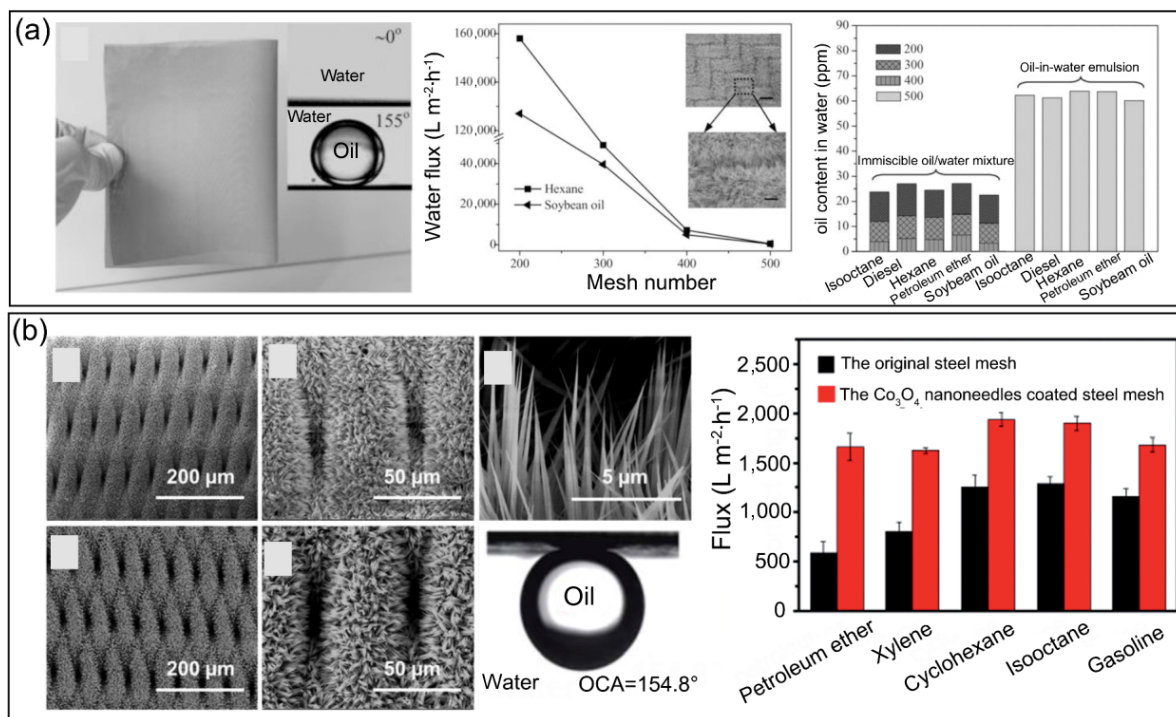 (a)
~0°
Water
Water
155°
Oil
Water flux (L m⁻²·h⁻¹)
160,000
140,000
120,000
60,000
40,000
20,000
0
Hexane
Soybean oil
200
300
400
500
Mesh number
oil content in water (ppm)
90
80
70
60
50
40
30
20
10
0
200
300
400
500
Oil-in-water emulsion
Immiscible oil/water mixture
Isooctane
Diesel
Hexane
Petroleum ether
Soybeam oil
Isooctane
Diesel
Hexane
Petroleum ether
Soybeam oil
(b)
200 µm
50 µm
5 µm
200 µm
50 µm
Oil
Water
OCA=154.8°
Flux (L m⁻²·h⁻¹)
2,500
2,000
1,500
1,000
500
0
The original steel mesh
The Co₃O₄ nanoneedles coated steel mesh
Petroleum ether
Xylene
Cyclohexane
Isooctane
Gasoline